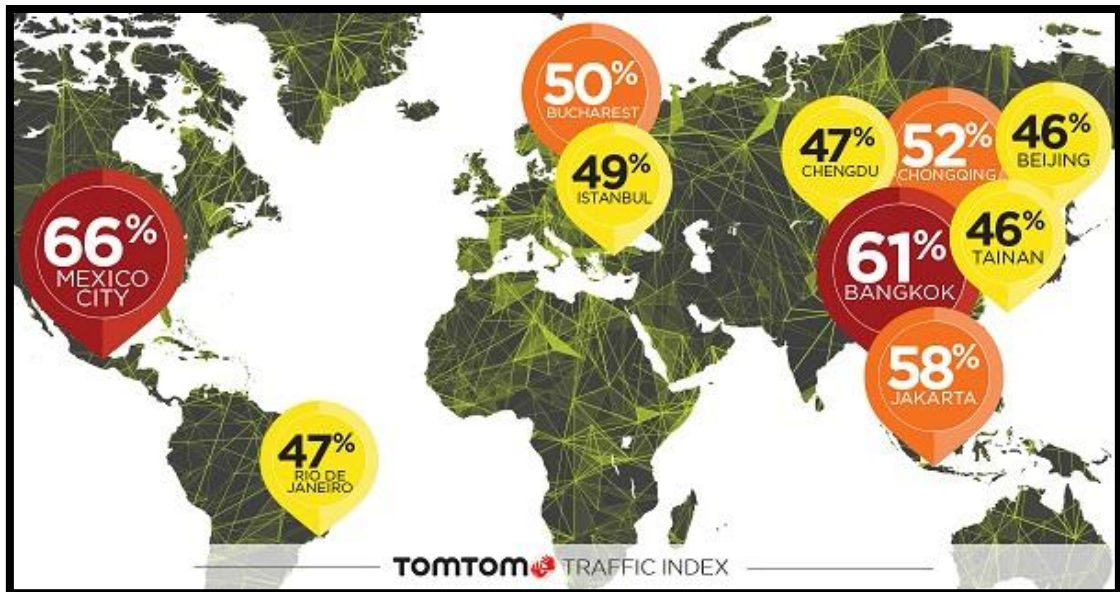 50%
BUCHAREST
49%
ISTANBUL
47%
CHENGDU
52%
CHONGQING
46%
BEIJING
66%
MEXICO
CITY
61%
BANGKOK
46%
TAINAN
58%
JAKARTA
47%
RIO DE
JANEIRO
TOMTOM TRAFFIC INDEX